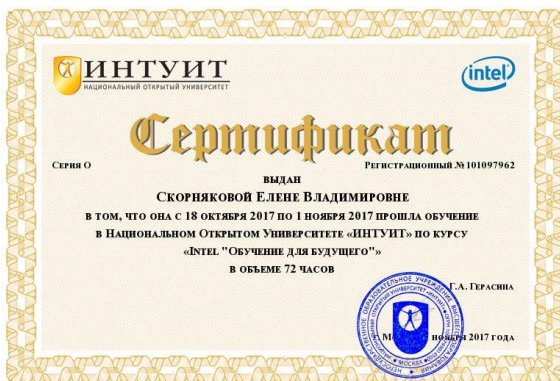 ИНТУИТ
НАЦИОНАЛЬНЫЙ ОТКРЫТЫЙ УНИВЕРСИТЕТ
intel
Сертификат
Серия О
Регистрационный №101097962
выдан
Скорняковой Елене Владимировне
в том, что она с 18 октября 2017 по 1 ноября 2017 прошла обучение
в Национальном Открытом Университете «ИНТУИТ» по курсу
«Intel "Обучение для будущего"»
в объеме 72 часов
Г.А. Герасина
ноября 2017 года